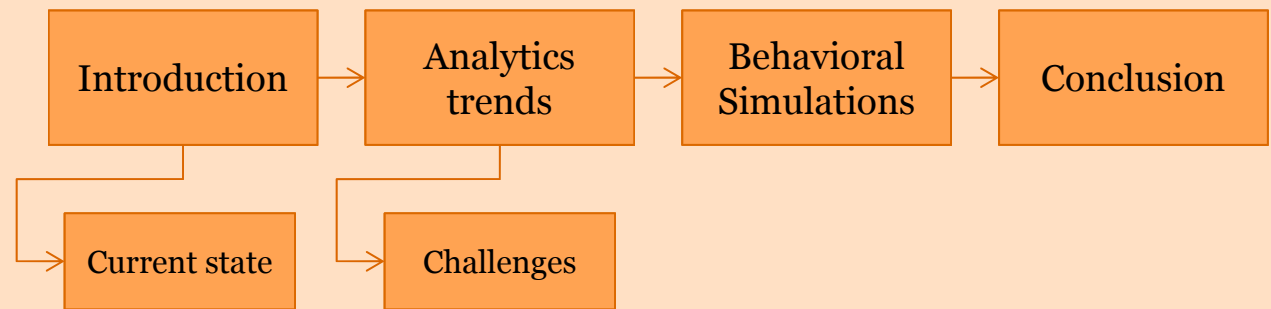 Introduction
Analytics
trends
Behavioral
Simulations
Conclusion
Current state
Challenges